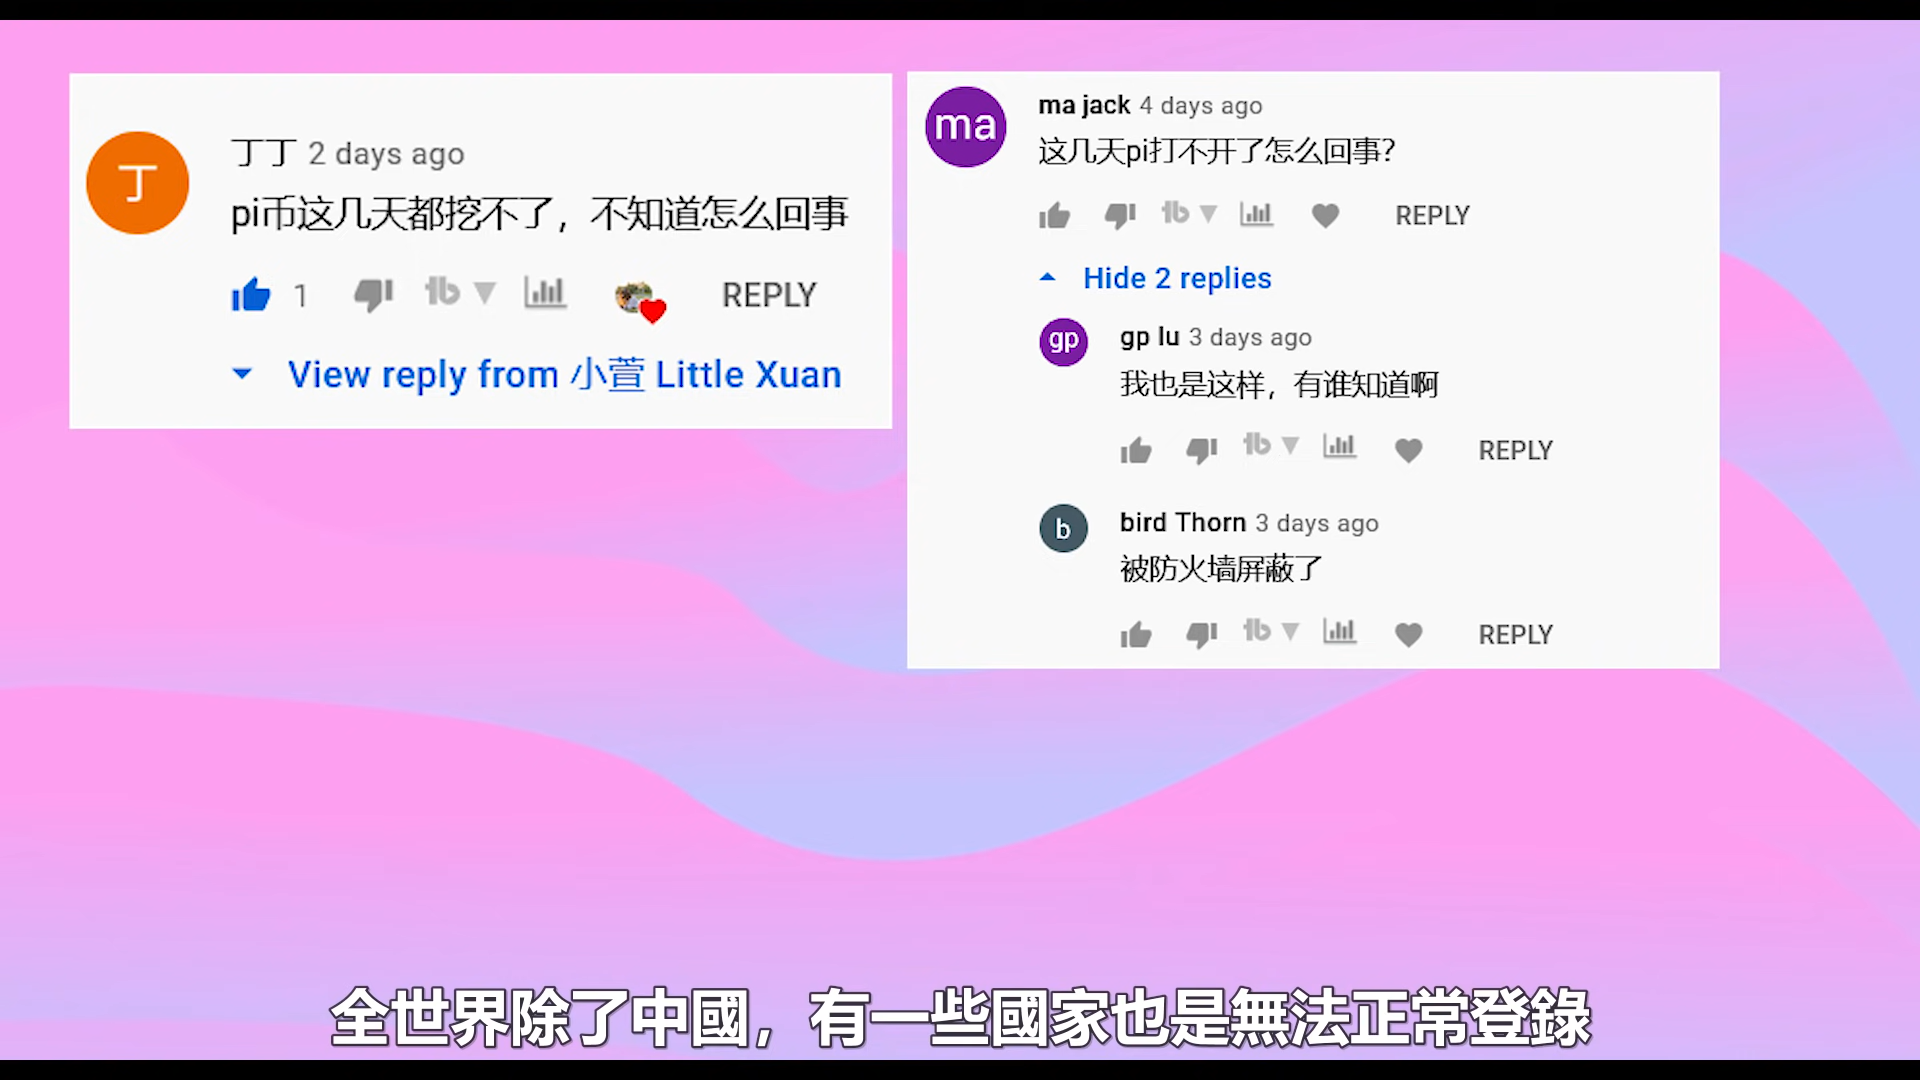 丁
丁丁 2 days ago
pi币这几天都挖不了，不知道怎么回事
1
REPLY
View reply from 小萱 Little Xuan
ma
ma jack 4 days ago
这几天pi打不开了怎么回事?
REPLY
Hide 2 replies
gp
gp lu 3 days ago
我也是这样，有谁知道啊
REPLY
b
bird Thorn 3 days ago
被防火墙屏蔽了
REPLY
全世界除了中國，有一些國家也是無法正常登錄